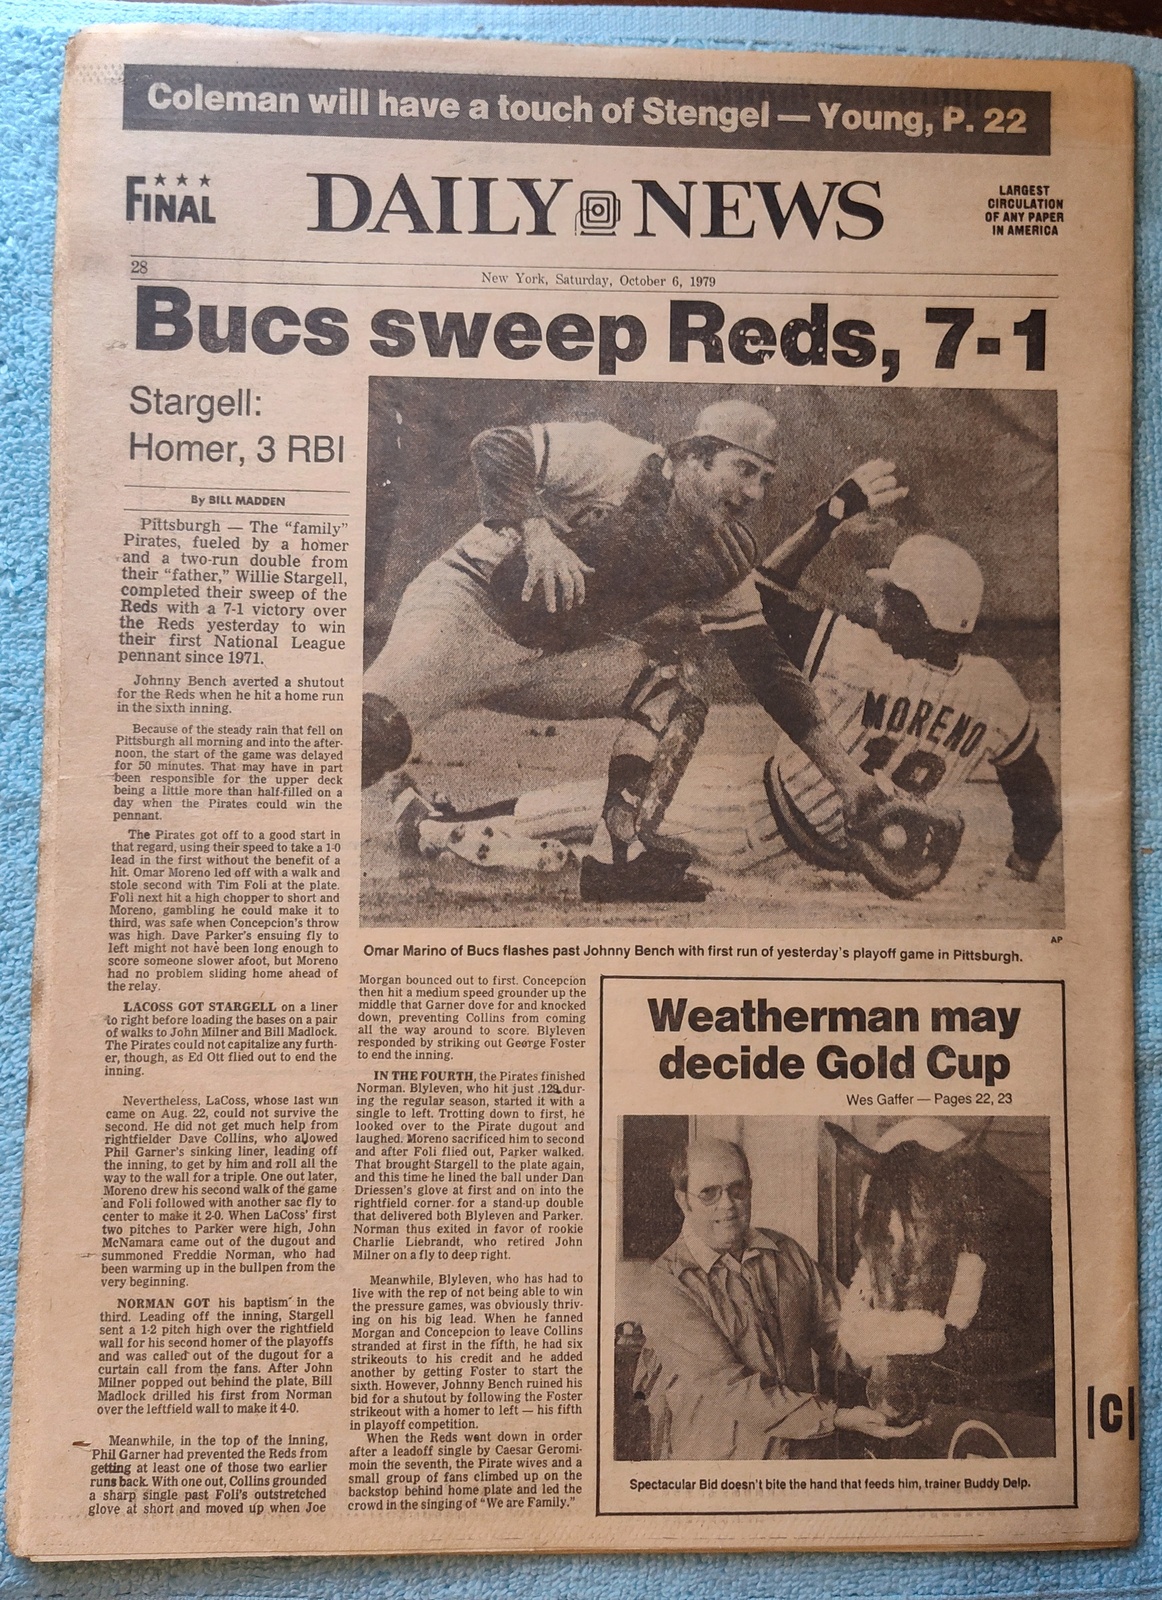 Coleman will have a touch of Stengel — Young, P. 22
★ ★ ★
FINAL
DAILY NEWS
LARGEST
CIRCULATION
OF ANY PAPER
IN AMERICA
28
New York, Saturday, October 6, 1979
Bucs sweep Reds, 7-1
Stargell:
Homer, 3 RBI
By BILL MADDEN
Pittsburgh — The “family”
Pirates, fueled by a homer
and a two-run double from
their “father,” Willie Stargell,
completed their sweep of the
Reds with a 7-1 victory over
the Reds yesterday to win
their first National League
pennant since 1971.
Johnny Bench averted a shutout
for the Reds when he hit a home run
in the sixth inning.
Because of the steady rain that fell on
Pittsburgh all morning and into the after-
noon, the start of the game was delayed
for 50 minutes. That may have in part
been responsible for the upper deck
being a little more than half-filled on a
day when the Pirates could win the
pennant.
The Pirates got off to a good start in
that regard, using their speed to take a 1-0
lead in the first without the benefit of a
hit. Omar Moreno led off with a walk and
stole second with Tim Foli at the plate.
Foli next hit a high chopper to short and
Moreno, gambling he could make it to
third, was safe when Concepcion's throw
was high. Dave Parker's ensuing fly to
left might not have been long enough to
score someone slower afoot, but Moreno
had no problem sliding home ahead of
the relay.
LACOSS GOT STARGELL on a liner
to right before loading the bases on a pair
of walks to John Milner and Bill Madlock.
The Pirates could not capitalize any furth-
er, though, as Ed Ott flied out to end the
inning.
Nevertheless, LaCoss, whose last win
came on Aug. 22, could not survive the
second. He did not get much help from
rightfielder Dave Collins, who allowed
Phil Garner's sinking liner, leading off
the inning, to get by him and roll all the
way to the wall for a triple. One out later,
Moreno drew his second walk of the game
and Foli followed with another sac fly to
center to make it 2-0. When LaCoss' first
two pitches to Parker were high, John
McNamara came out of the dugout and
summoned Freddie Norman, who had
been warming up in the bullpen from the
very beginning.
NORMAN GOT his baptism in the
third. Leading off the inning, Stargell
sent a 1-2 pitch high over the rightfield
wall for his second homer of the playoffs
and was called out of the dugout for a
curtain call from the fans. After John
Milner popped out behind the plate, Bill
Madlock drilled his first from Norman
over the leftfield wall to make it 4-0.
Meanwhile, in the top of the inning,
Phil Garner had prevented the Reds from
getting at least one of those two earlier
runs back. With one out, Collins grounded
a sharp single past Foli's outstretched
glove at short and moved up when Joe
MORENO
18
AP
Omar Marino of Bucs flashes past Johnny Bench with first run of yesterday's playoff game in Pittsburgh.
Morgan bounced out to first. Concepcion
then hit a medium speed grounder up the
middle that Garner dove for and knocked
down, preventing Collins from coming
all the way around to score. Blyleven
responded by striking out George Foster
to end the inning.
IN THE FOURTH, the Pirates finished
Norman. Blyleven, who hit just .129 dur-
ing the regular season, started it with a
single to left. Trotting down to first, he
looked over to the Pirate dugout and
laughed. Moreno sacrificed him to second
and after Foli flied out, Parker walked.
That brought Stargell to the plate again,
and this time he lined the ball under Dan
Driessen's glove at first and on into the
rightfield corner for a stand-up double
that delivered both Blyleven and Parker.
Norman thus exited in favor of rookie
Charlie Liebrandt, who retired John
Milner on a fly to deep right.
Meanwhile, Blyleven, who has had to
live with the rep of not being able to win
the pressure games, was obviously thriv-
ing on his big lead. When he fanned
Morgan and Concepcion to leave Collins
stranded at first in the fifth, he had six
strikeouts to his credit and he added
another by getting Foster to start the
sixth. However, Johnny Bench ruined his
bid for a shutout by following the Foster
strikeout with a homer to left — his fifth
in playoff competition.
When the Reds went down in order
after a leadoff single by Caesar Geromi-
moin the seventh, the Pirate wives and a
small group of fans climbed up on the
backstop behind home plate and led the
crowd in the singing of “We are Family.”
Weatherman may
decide Gold Cup
Wes Gaffer — Pages 22, 23
Spectacular Bid doesn't bite the hand that feeds him, trainer Buddy Delp.
|c|